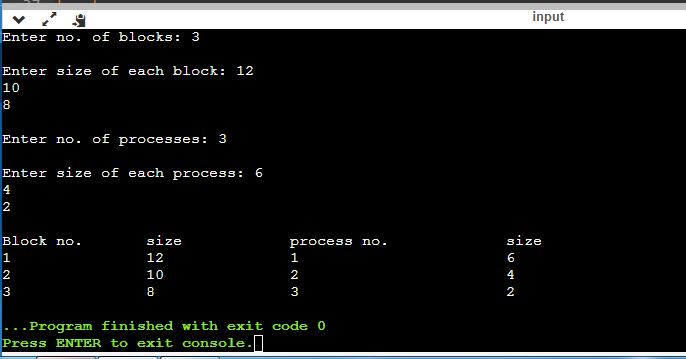 input
Enter no. of blocks: 3
Enter size of each block: 12
10
8
Enter no. of processes: 3
Enter size of each process: 6
4
2
Block no. size process no. size
1 12 1 6
2 10 2 4
3 8 3 2
...Program finished with exit code 0
Press ENTER to exit console.